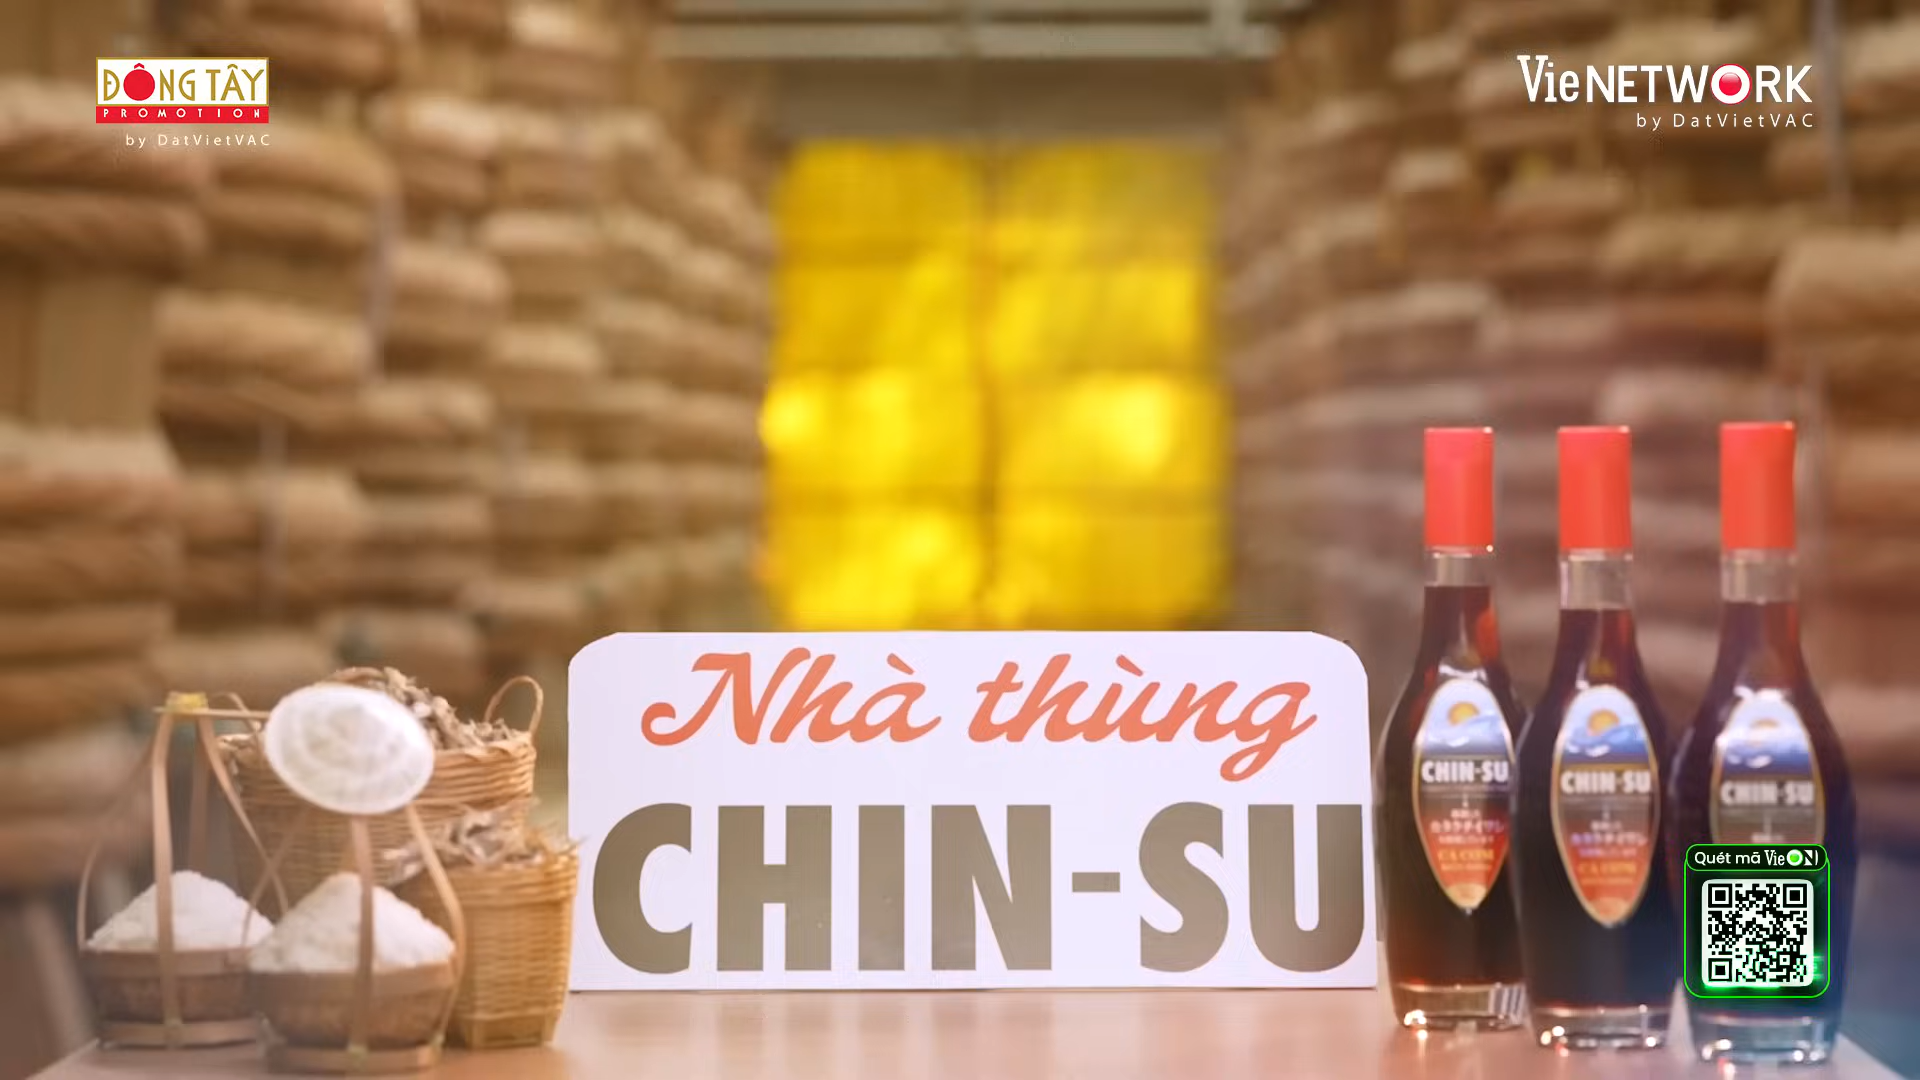 ĐÔNG TÂY
PROMOTION
by DatVietVAC
VieNETWORK
by DatVietVAC
Nhà thùng
CHIN-SU
CHIN-SU
CHIN-SU
CHIN-SU
Quét mã VieON